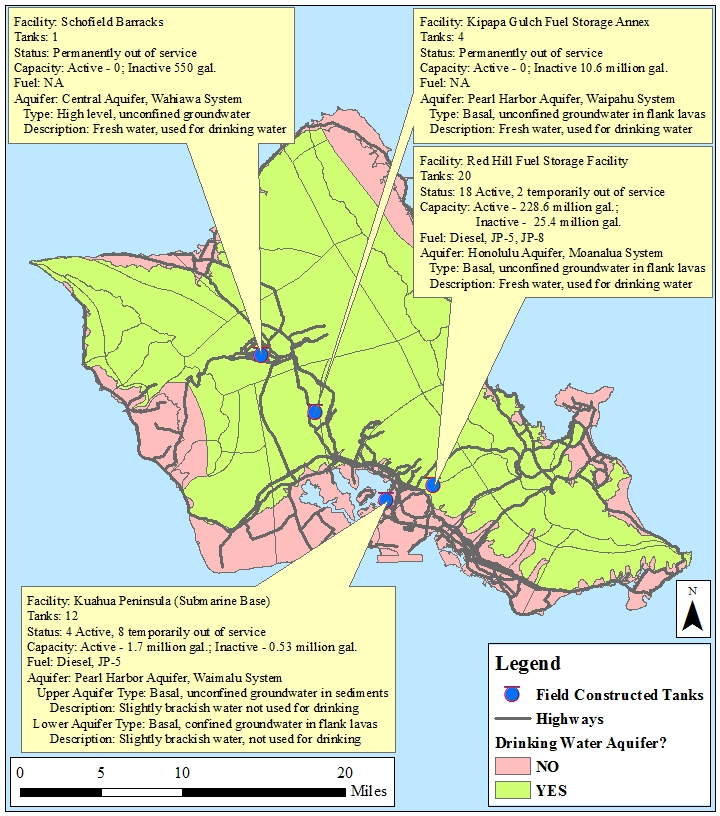 Facility: Schofield Barracks
Tanks: 1
Status: Permanently out of service
Capacity: Active - 0; Inactive 550 gal.
Fuel: NA
Aquifer: Central Aquifer, Wahiawa System
Type: High level, unconfined groundwater
Description: Fresh water, used for drinking water
Facility: Kipapa Gulch Fuel Storage Annex
Tanks: 4
Status: Permanently out of service
Capacity: Active - 0; Inactive 10.6 million gal.
Fuel: NA
Aquifer: Pearl Harbor Aquifer, Waipahu System
Type: Basal, unconfined groundwater in flank lavas
Description: Fresh water, used for drinking water
Facility: Red Hill Fuel Storage Facility
Tanks: 20
Status: 18 Active, 2 temporarily out of service
Capacity: Active - 228.6 million gal.;
Inactive - 25.4 million gal.
Fuel: Diesel, JP-5, JP-8
Aquifer: Honolulu Aquifer, Moanalua System
Type: Basal, unconfined groundwater in flank lavas
Description: Fresh water, used for drinking water
Facility: Kuahua Peninsula (Submarine Base)
Tanks: 12
Status: 4 Active, 8 temporarily out of service
Capacity: Active - 1.7 million gal.; Inactive - 0.53 million gal.
Fuel: Diesel, JP-5
Aquifer: Pearl Harbor Aquifer, Waimalu System
Upper Aquifer Type: Basal, unconfined groundwater in sediments
Description: Slightly brackish water not used for drinking
Lower Aquifer Type: Basal, confined groundwater in flank lavas
Description: Slightly brackish water, not used for drinking
N
Legend
Field Constructed Tanks
Highways
Drinking Water Aquifer?
NO
YES
0 5 10 20
Miles